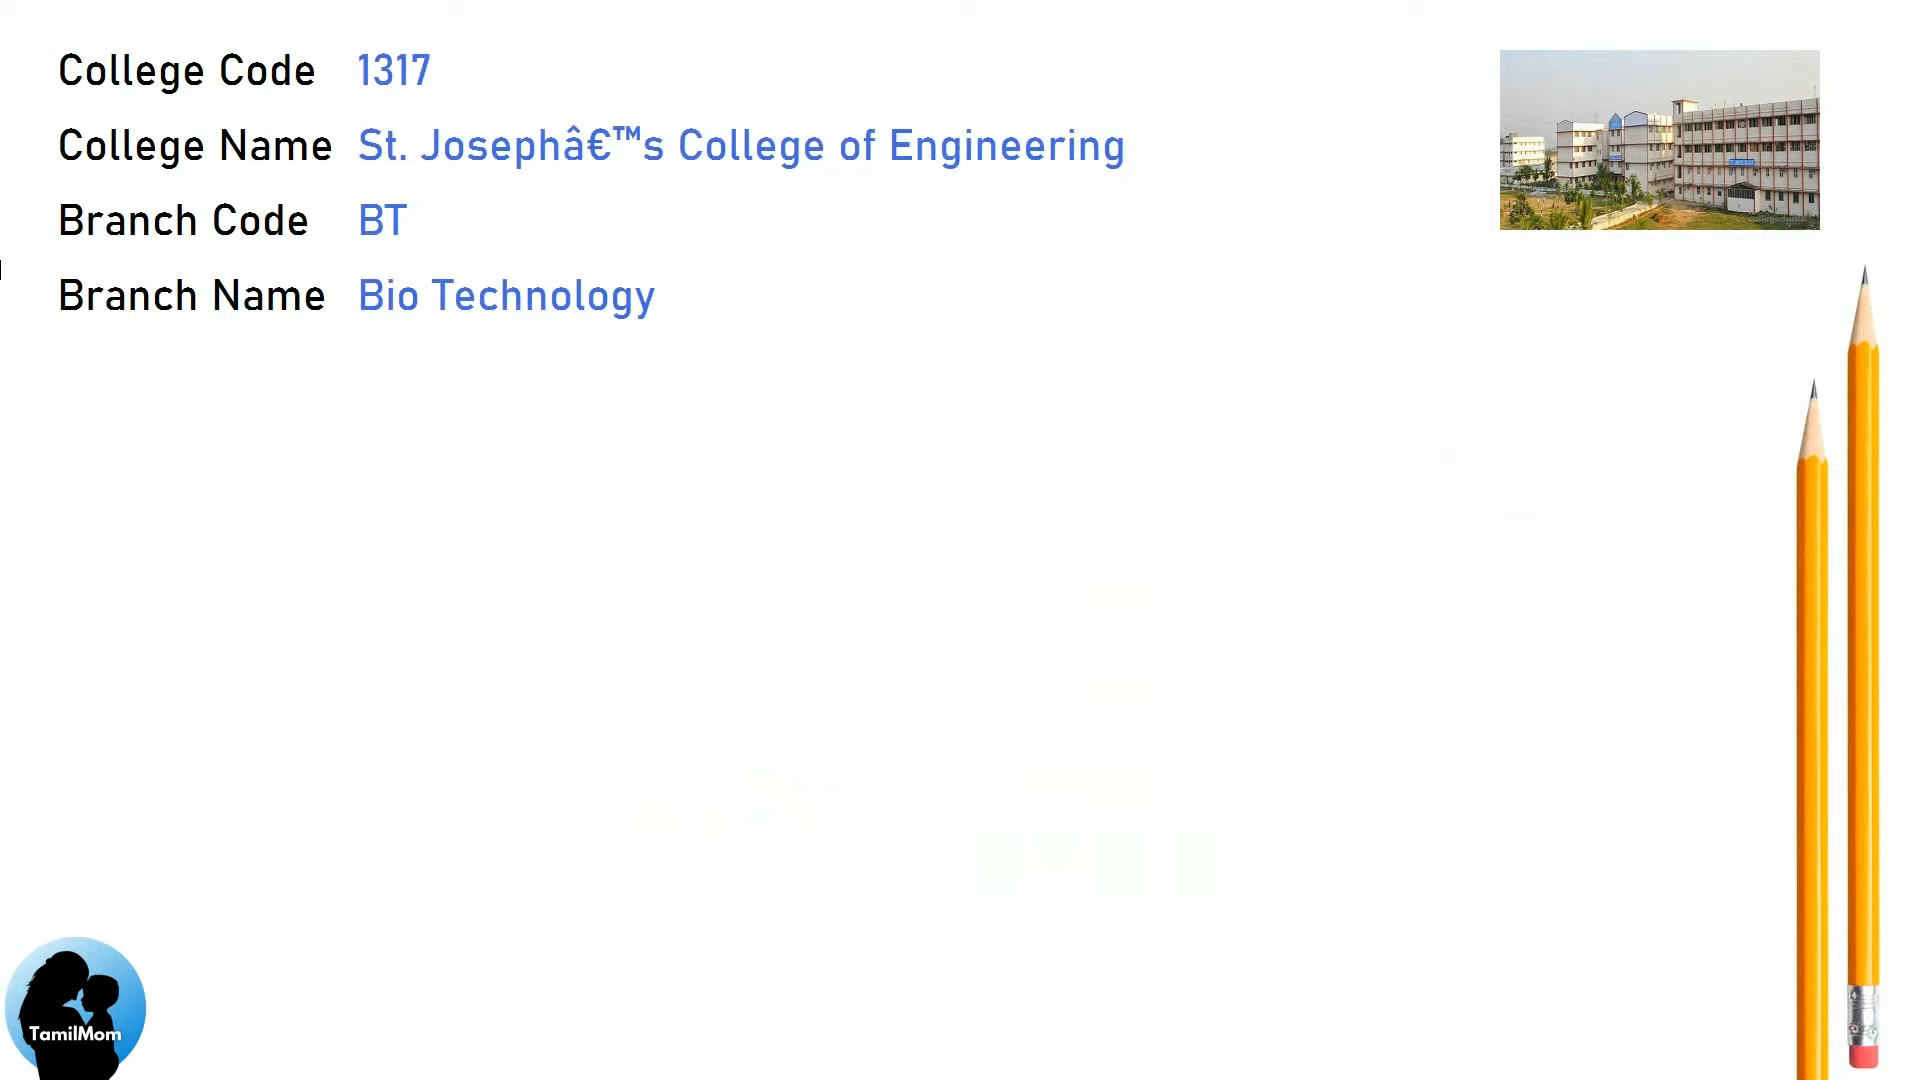 College Code 1317
College Name St. Josephâ€™s College of Engineering
Branch Code BT
Branch Name Bio Technology
TamilMom